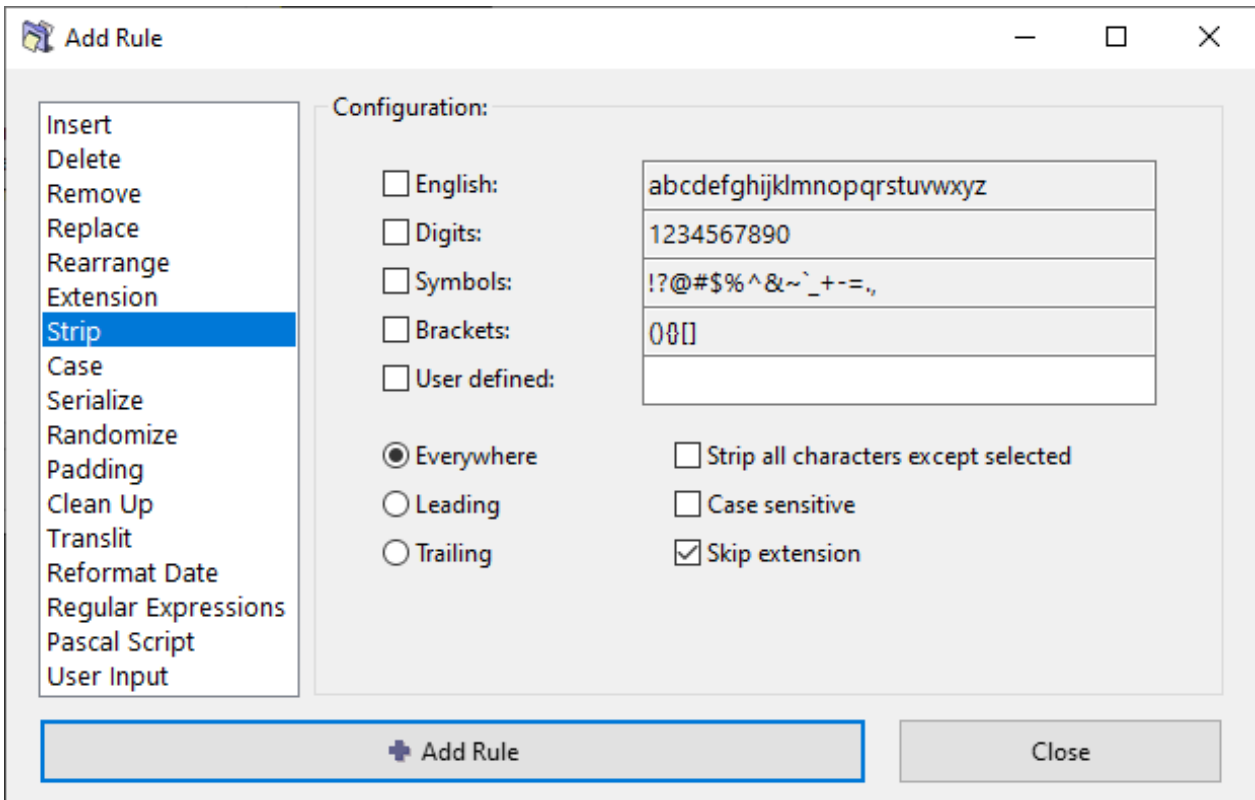 Add Rule
Insert
Delete
Remove
Replace
Rearrange
Extension
Strip
Case
Serialize
Randomize
Padding
Clean Up
Translit
Reformat Date
Regular Expressions
Pascal Script
User Input
Configuration:
English: abcdefghijklmnopqrstuvwxyz
Digits: 1234567890
Symbols: !?@#$%^&~`_+-=.,
Brackets: (){}[]
User defined:
Everywhere Strip all characters except selected
Leading Case sensitive
Trailing Skip extension
Add Rule Close